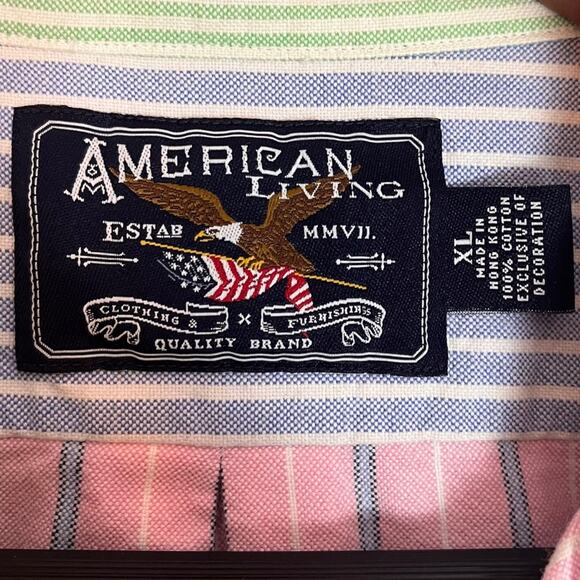 AMERICAN
LIVING
ESTAB MMVII.
CLOTHING & × FURNISHINGS
QUALITY BRAND
XL
MADE IN
HONG KONG
100% COTTON
EXCLUSIVE OF
DECORATION